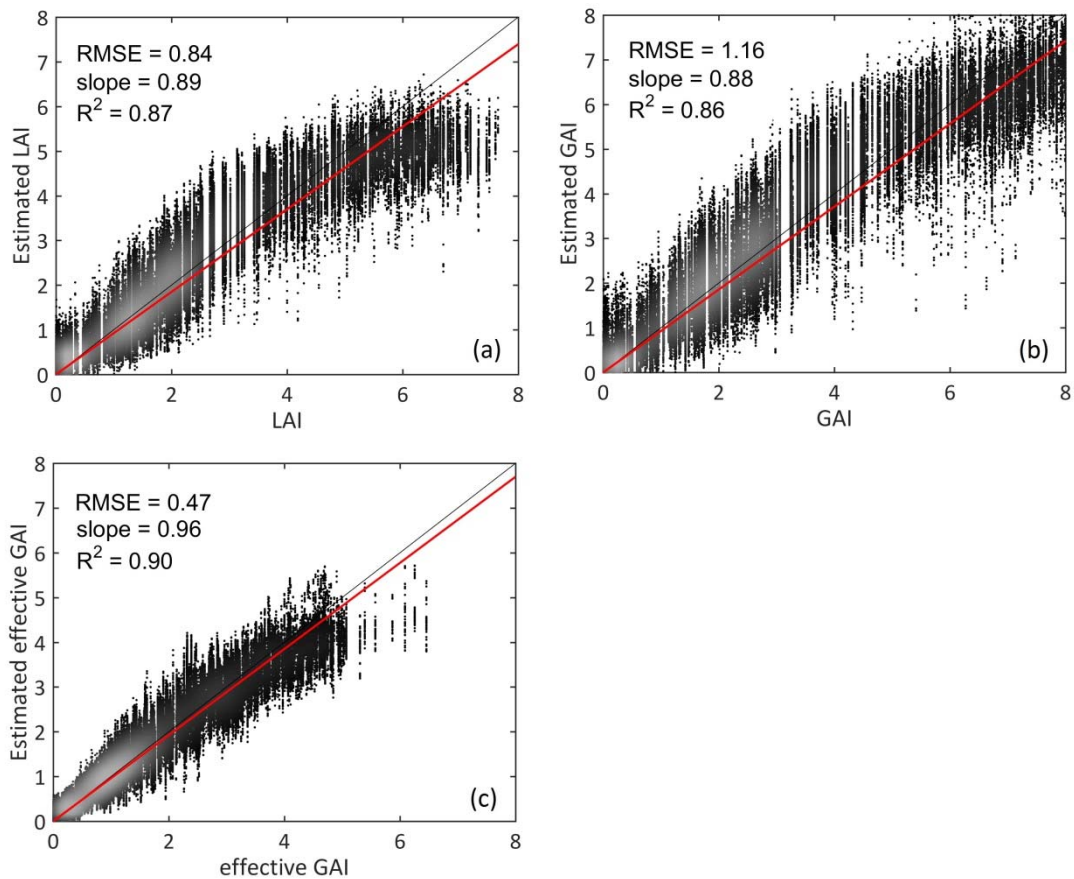 RMSE = 0.84
slope = 0.89
R² = 0.87
Estimated LAI
8
7
6
5
4
3
2
1
0
(a)
0 2 4 6 8
LAI
RMSE = 1.16
slope = 0.88
R² = 0.86
Estimated GAI
8
7
6
5
4
3
2
1
0
(b)
0 2 4 6 8
GAI
RMSE = 0.47
slope = 0.96
R² = 0.90
Estimated effective GAI
8
7
6
5
4
3
2
1
0
(c)
0 2 4 6 8
effective GAI